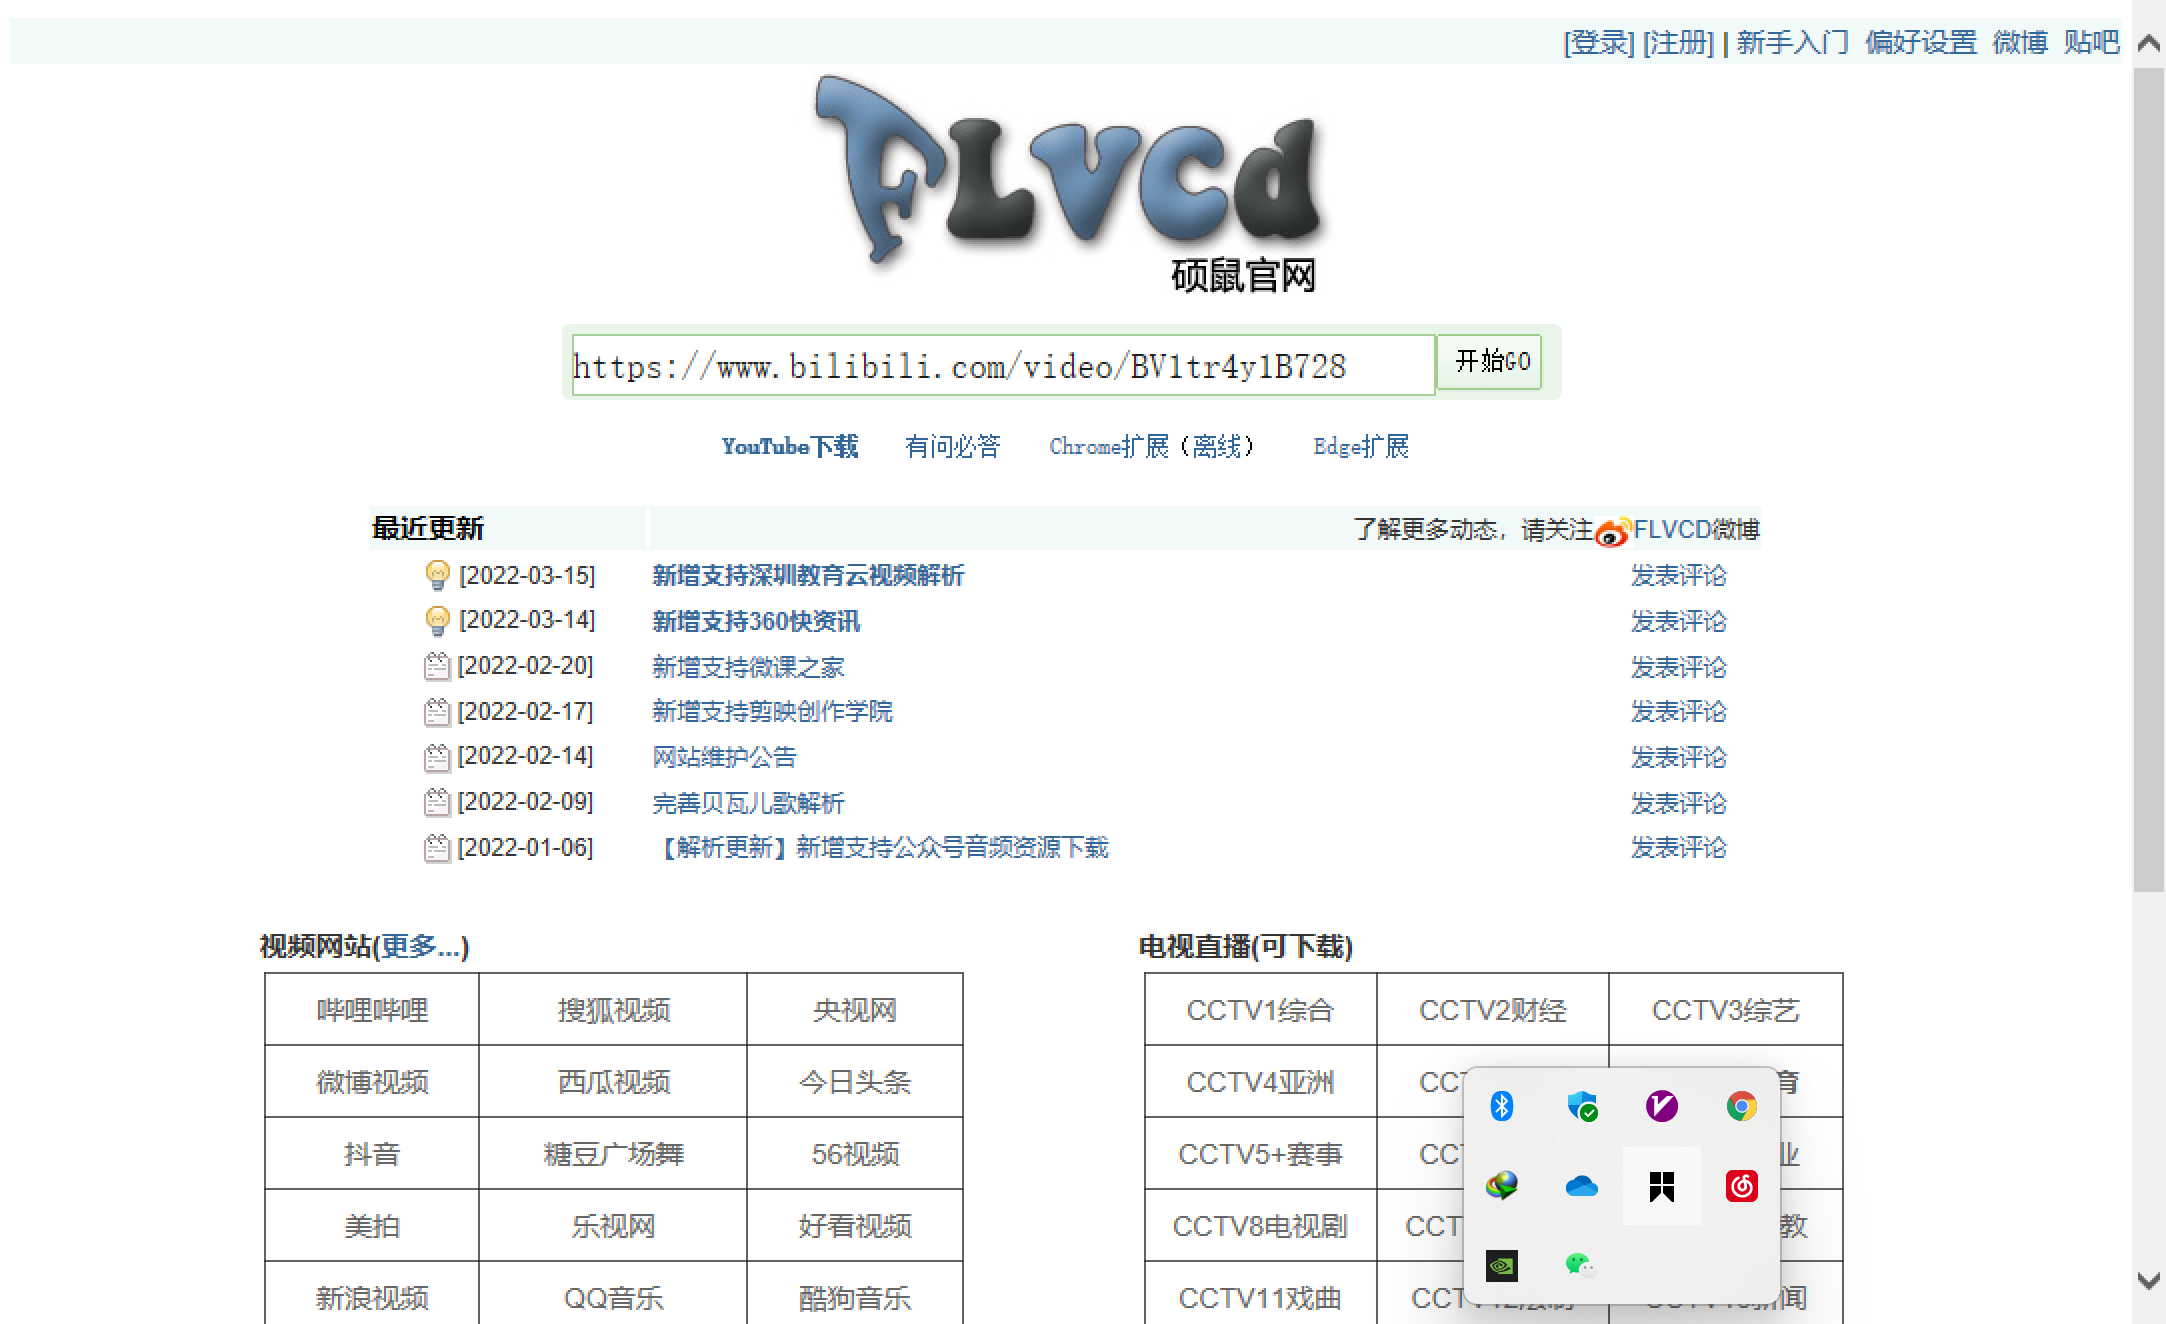 [登录] [注册] | 新手入门 偏好设置 微博 贴吧
FLVCd
硕鼠官网
https://www.bilibili.com/video/BV1tr4y1B728 开始GO
YouTube下载 有问必答 Chrome扩展（离线） Edge扩展
最近更新 了解更多动态，请关注 FLVCD微博
[2022-03-15] 新增支持深圳教育云视频解析 发表评论
[2022-03-14] 新增支持360快资讯 发表评论
[2022-02-20] 新增支持微课之家 发表评论
[2022-02-17] 新增支持剪映创作学院 发表评论
[2022-02-14] 网站维护公告 发表评论
[2022-02-09] 完善贝瓦儿歌解析 发表评论
[2022-01-06] 【解析更新】新增支持公众号音频资源下载 发表评论
视频网站(更多...)
哔哩哔哩 搜狐视频 央视网
微博视频 西瓜视频 今日头条
抖音 糖豆广场舞 56视频
美拍 乐视网 好看视频
新浪视频 QQ音乐 酷狗音乐
电视直播(可下载)
CCTV1综合 CCTV2财经 CCTV3综艺
CCTV4亚洲 育
CCTV5+赛事 业
CCTV8电视剧 教
CCTV11戏曲 新闻